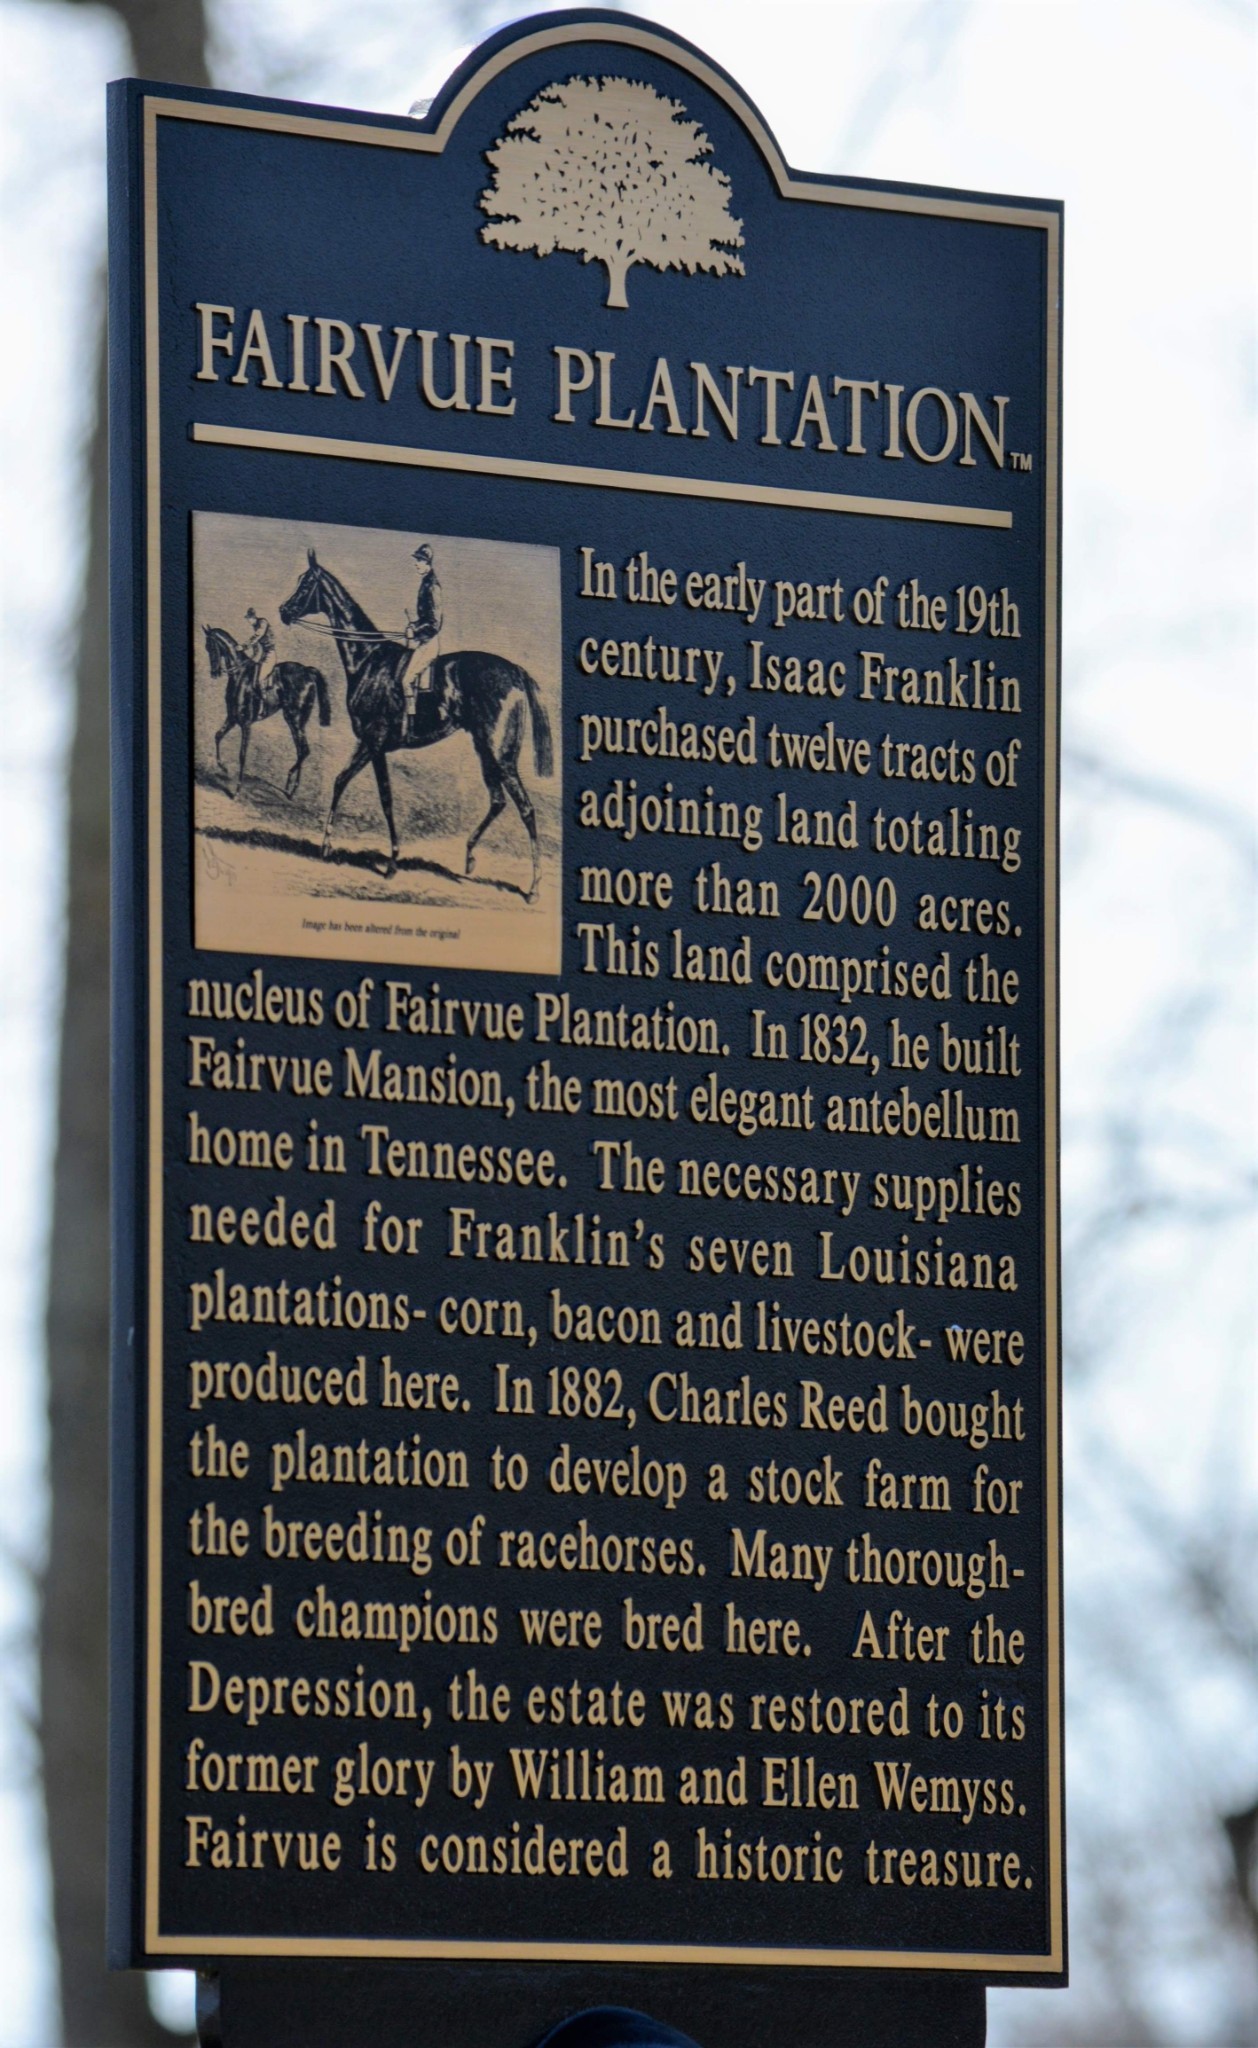 FAIRVUE PLANTATION™
In the early part of the 19th
century, Isaac Franklin
purchased twelve tracts of
adjoining land totaling
more than 2000 acres.
This land comprised the
Image has been altered from the original
nucleus of Fairvue Plantation. In 1832, he built
Fairvue Mansion, the most elegant antebellum
home in Tennessee. The necessary supplies
needed for Franklin's seven Louisiana
plantations- corn, bacon and livestock- were
produced here. In 1882, Charles Reed bought
the plantation to develop a stock farm for
the breeding of racehorses. Many thorough-
bred champions were bred here. After the
Depression, the estate was restored to its
former glory by William and Ellen Wemyss.
Fairvue is considered a historic treasure.